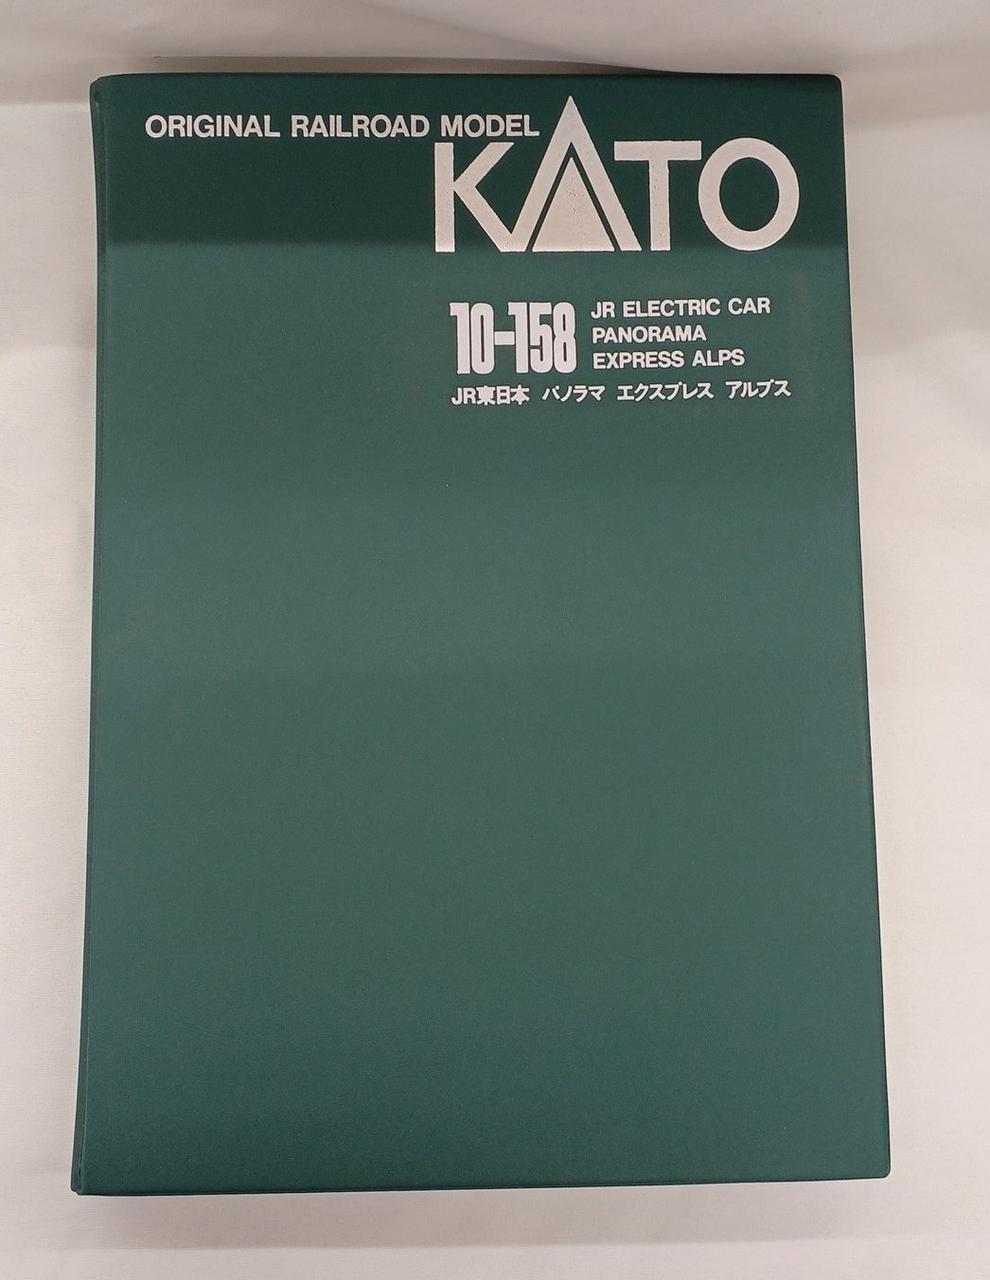 ORIGINAL RAILROAD MODEL
KATO
10-158
JR ELECTRIC CAR
PANORAMA
EXPRESS ALPS
JR東日本 パノラマ エクスプレス アルプス